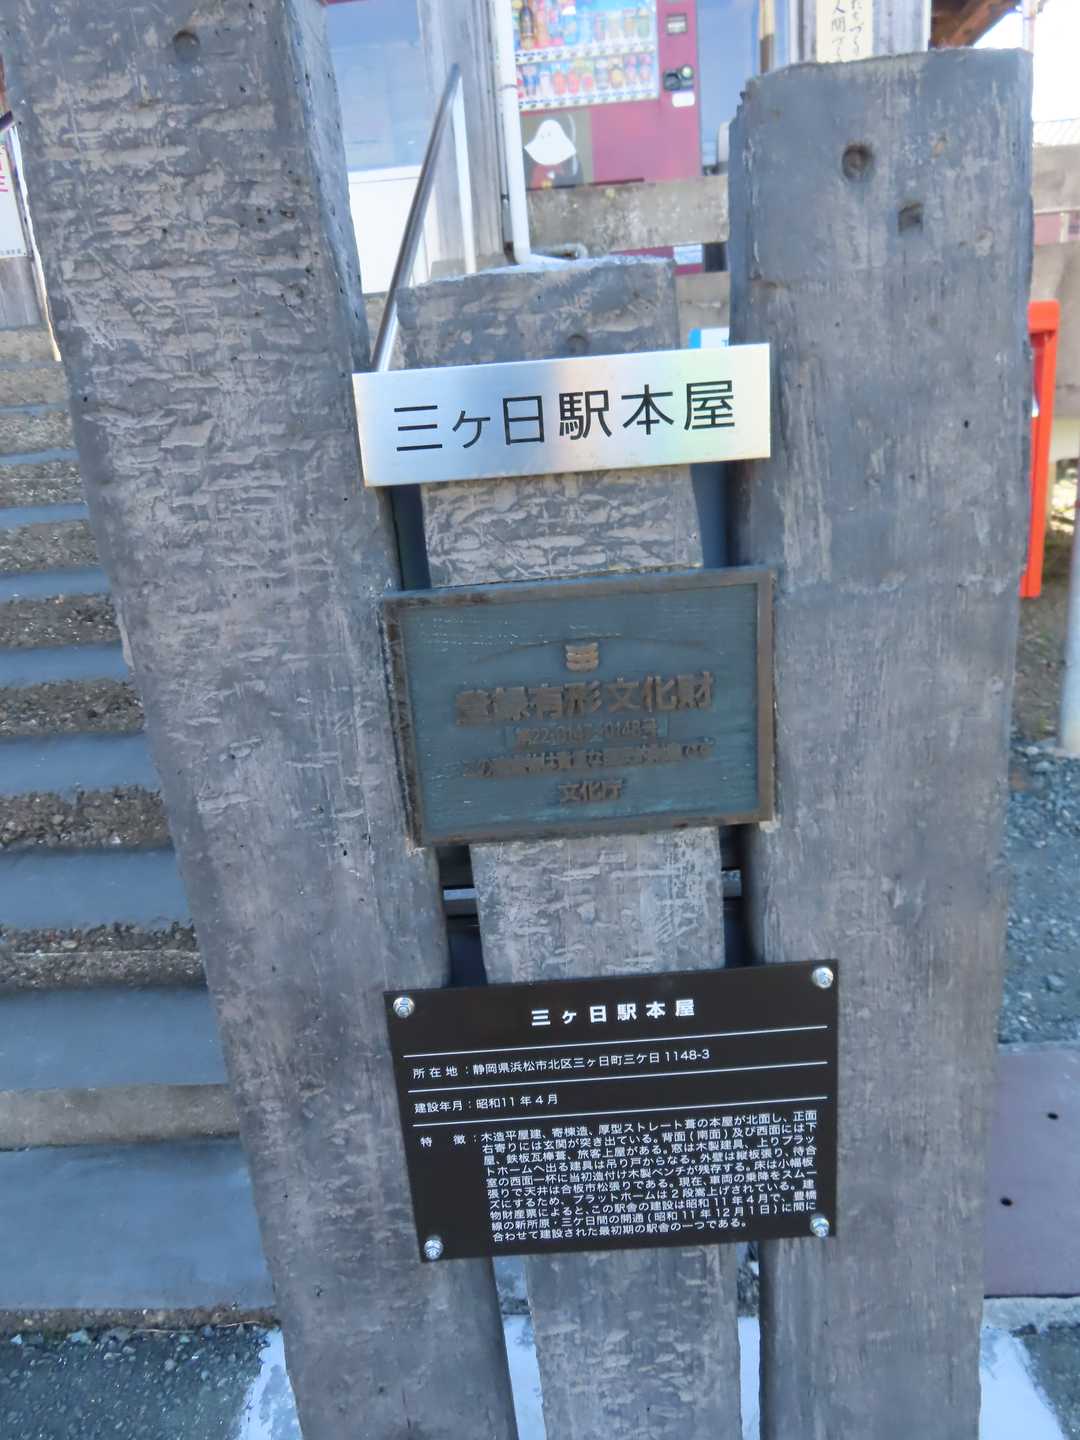 三ヶ日駅本屋
登録有形文化財
文化庁
三ヶ日駅本屋
所在地：静岡県浜松市北区三ヶ日町三ケ日1148-3
建設年月：昭和11年4月
特徴：木造平屋建、寄棟造、厚型ストレート葺の本屋が北面し、正面
右寄りには玄関が突き出ている。背面(南面)及び西面には下
屋、鉄板瓦棒葺、旅客上屋がある。窓は木製建具、上りプラッ
トホームへ出る建具は吊り戸からなる。外壁は縦板張り、待合
室の西面一杯に当初造付け木製ベンチが残存する。床は小幅板
張りで天井は合板市松張りである。現在、車両の乗降をスムー
ズにするため、プラットホームは2段嵩上げされている。建
物財産票によると、この駅舎の建設は昭和11年4月で、豊橋
線の新所原・三ケ日間の開通(昭和11年12月1日)に間に
合わせて建設された最初期の駅舎の一つである。